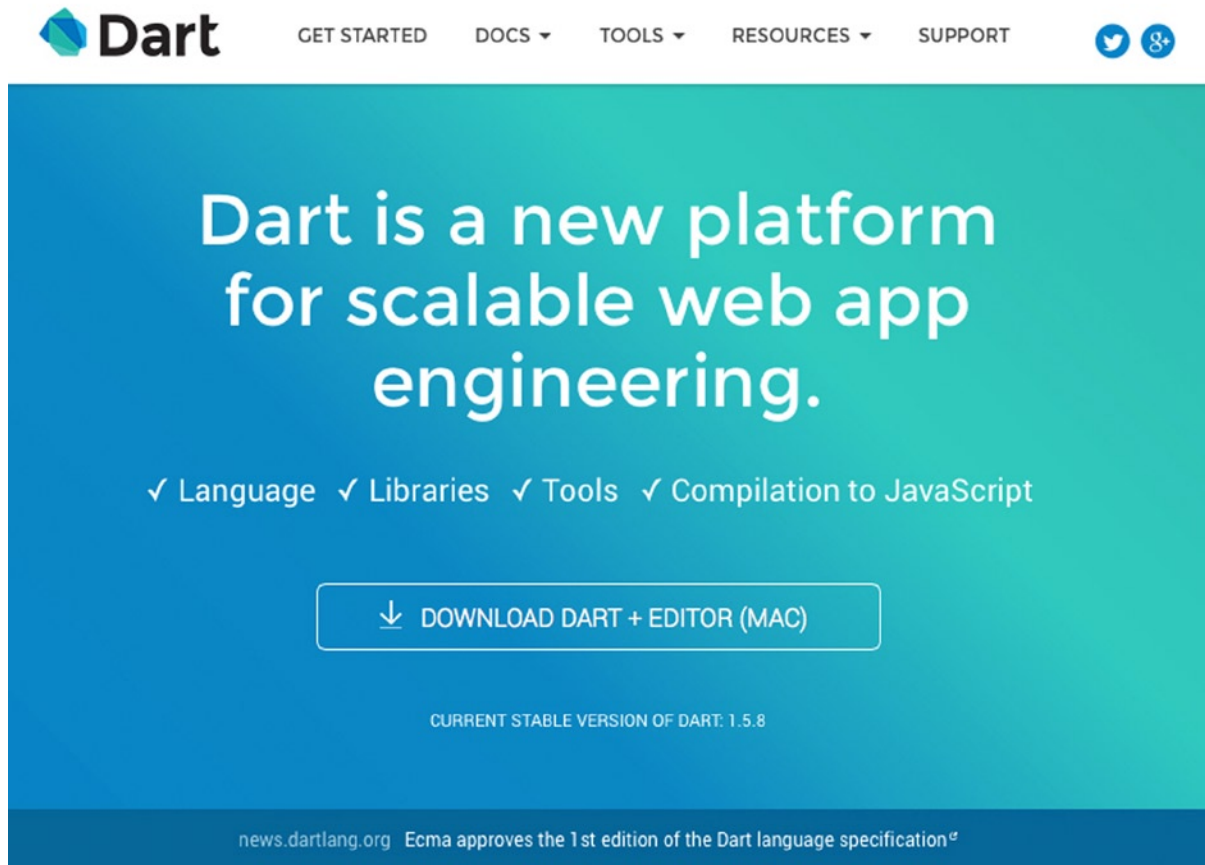 Dart GET STARTED DOCS TOOLS RESOURCES SUPPORT 8+
Dart is a new platform
for scalable web app
engineering.
✓ Language ✓ Libraries ✓ Tools ✓ Compilation to JavaScript
DOWNLOAD DART + EDITOR (MAC)
CURRENT STABLE VERSION OF DART: 1.5.8
news.dartlang.org Ecma approves the 1st edition of the Dart language specification